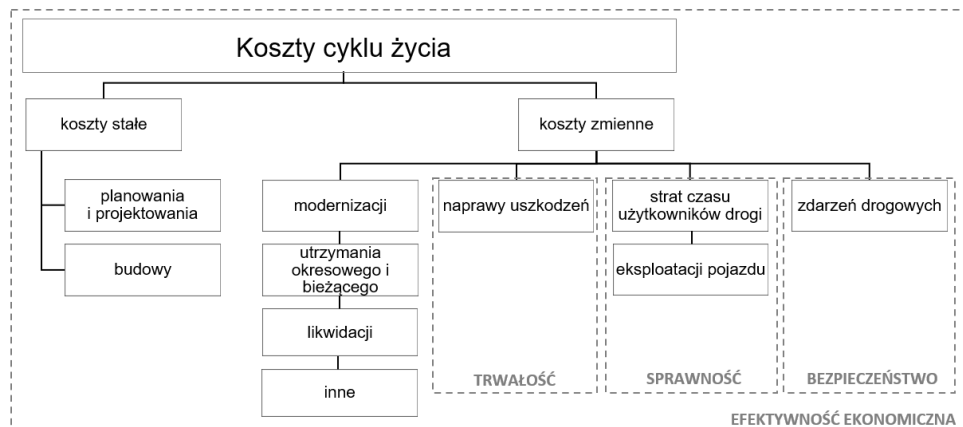 Koszty cyklu życia
koszty stałe
koszty zmienne
planowania
i projektowania
budowy
modernizacji
utrzymania
okresowego i
bieżącego
likwidacji
inne
naprawy uszkodzeń
TRWAŁOŚĆ
strat czasu
użytkowników drogi
eksploatacji pojazdu
SPRAWNOŚĆ
zdarzeń drogowych
BEZPIECZEŃSTWO
EFEKTYWNOŚĆ EKONOMICZNA